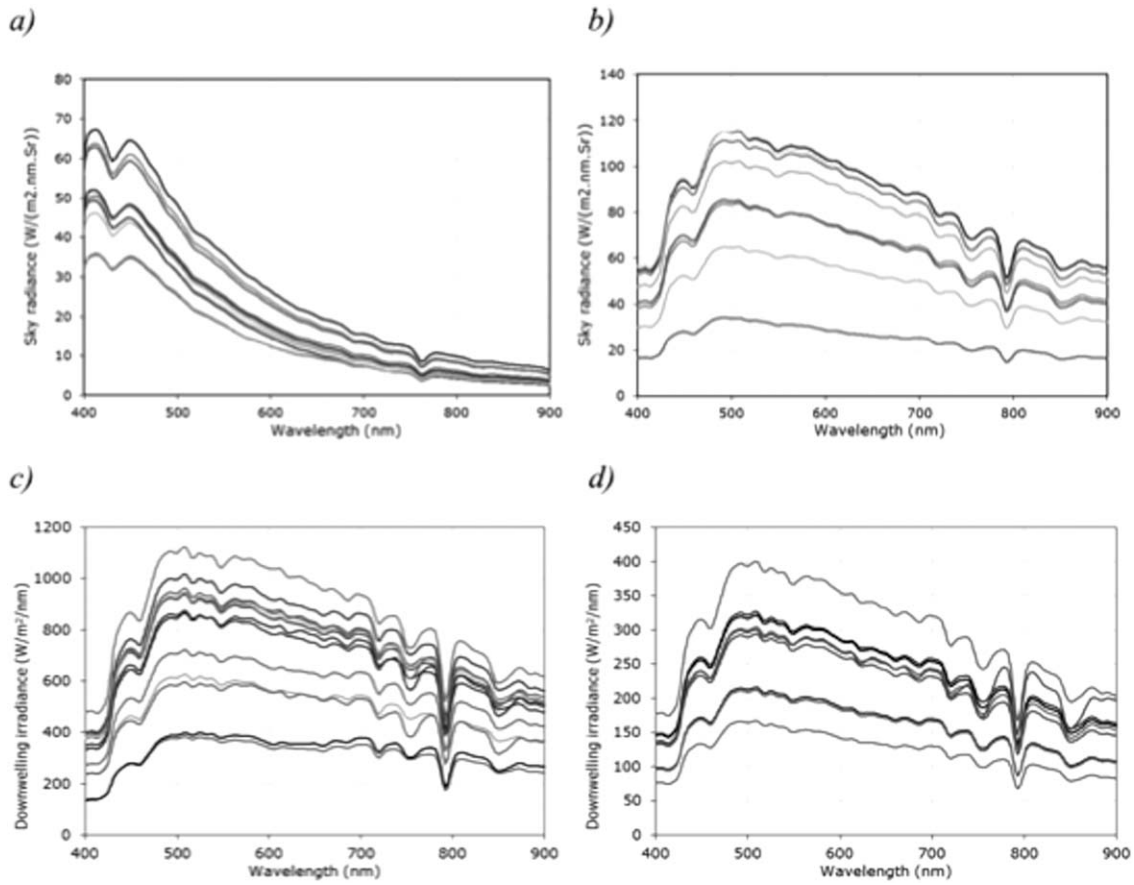 a)
80
70
60
50
40
30
20
10
0
Sky radiance (W/(m2.nm.Sr))
400 500 600 700 800 900
Wavelength (nm)
b)
140
120
100
80
60
40
20
0
Sky radiance (W/(m2.nm.Sr))
400 500 600 700 800 900
Wavelength (nm)
c)
1200
1000
800
600
400
200
0
Downwelling irradiance (W/m²/nm)
400 500 600 700 800 900
Wavelength (nm)
d)
450
400
350
300
250
200
150
100
50
0
Downwelling irradiance (W/m²/nm)
400 500 600 700 800 900
Wavelength (nm)